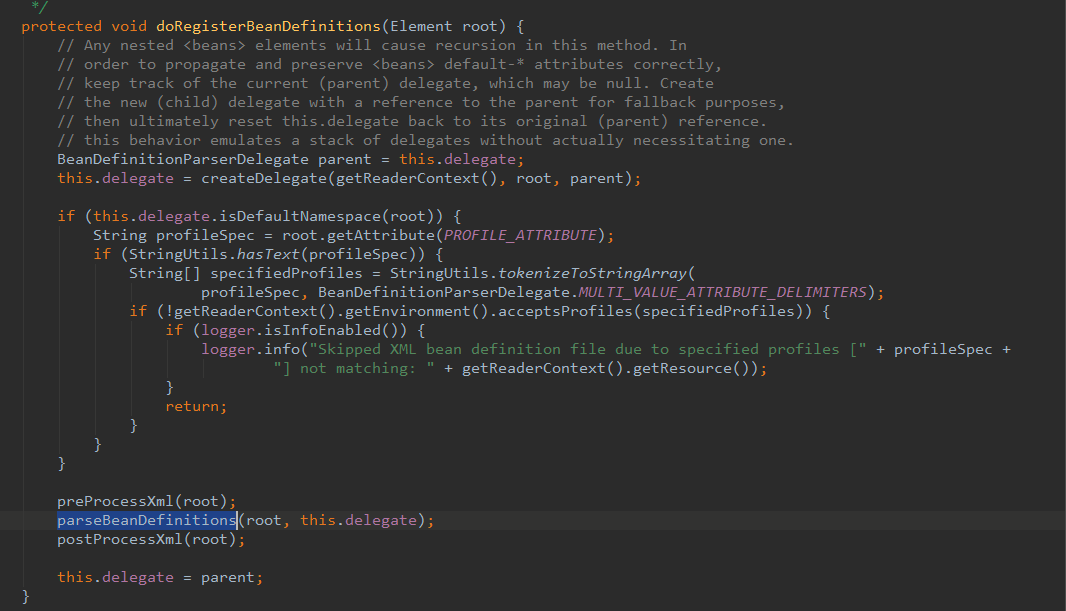 */
protected void doRegisterBeanDefinitions(Element root) {
// Any nested <beans> elements will cause recursion in this method. In
// order to propagate and preserve <beans> default-* attributes correctly,
// keep track of the current (parent) delegate, which may be null. Create
// the new (child) delegate with a reference to the parent for fallback purposes,
// then ultimately reset this.delegate back to its original (parent) reference.
// this behavior emulates a stack of delegates without actually necessitating one.
BeanDefinitionParserDelegate parent = this.delegate;
this.delegate = createDelegate(getReaderContext(), root, parent);
if (this.delegate.isDefaultNamespace(root)) {
String profileSpec = root.getAttribute(PROFILE_ATTRIBUTE);
if (StringUtils.hasText(profileSpec)) {
String[] specifiedProfiles = StringUtils.tokenizeToStringArray(
profileSpec, BeanDefinitionParserDelegate.MULTI_VALUE_ATTRIBUTE_DELIMITERS);
if (!getReaderContext().getEnvironment().acceptsProfiles(specifiedProfiles)) {
if (logger.isInfoEnabled()) {
logger.info("Skipped XML bean definition file due to specified profiles [" + profileSpec +
"] not matching: " + getReaderContext().getResource());
}
return;
}
}
}
preProcessXml(root);
parseBeanDefinitions(root, this.delegate);
postProcessXml(root);
this.delegate = parent;
}